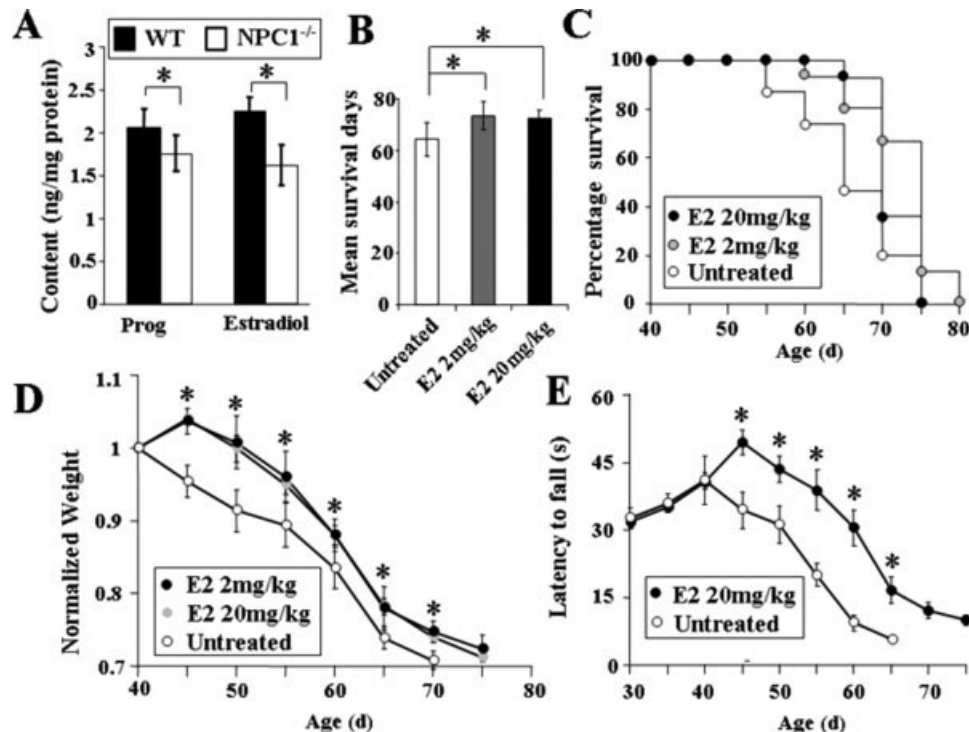 A
WT NPC1-/-
Content (ng/mg protein)
3
2.5
2
1.5
1
0.5
0
*
*
Prog Estradiol
B
Mean survival days
80
60
40
20
0
*
*
Untreated
E2 2mg/kg
E2 20mg/kg
C
Percentage survival
100
80
60
40
20
0
E2 20mg/kg
E2 2mg/kg
Untreated
40 50 60 70 80
Age (d)
D
Normalized Weight
1.1
1
0.9
0.8
0.7
* * * * * *
E2 2mg/kg
E2 20mg/kg
Untreated
40 50 60 70 80
Age (d)
E
Latency to fall (s)
60
45
30
15
0
* * * * *
E2 20mg/kg
Untreated
30 40 50 60 70
Age (d)